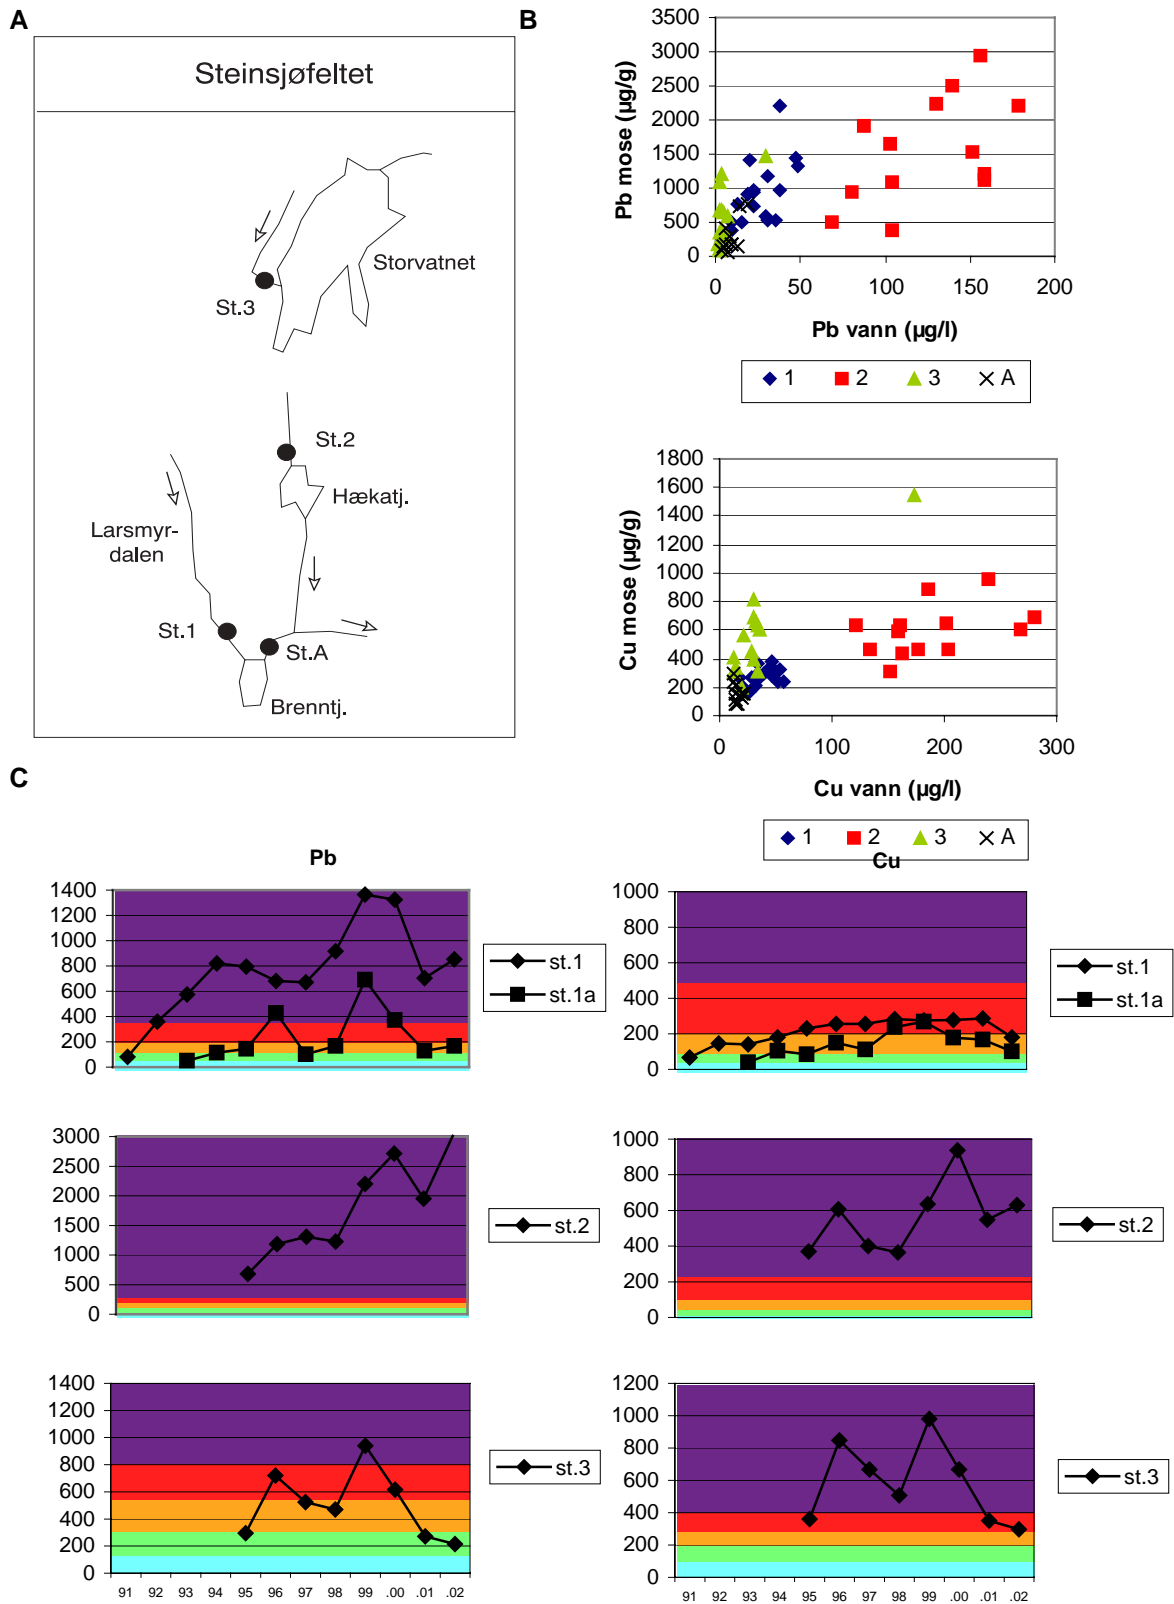 A
Steinsjøfeltet
Storvatnet
St.3
St.2
Hækatj.
Larsmyr-
dalen
St.1
St.A
Brenntj.
B
Pb mose (µg/g)
3500
3000
2500
2000
1500
1000
500
0
0 50 100 150 200
Pb vann (µg/l)
1 2 3 A
Cu mose (µg/g)
1800
1600
1400
1200
1000
800
600
400
200
0
0 100 200 300
Cu vann (µg/l)
1 2 3 A
C
Pb
1400
1200
1000
800
600
400
200
0
st.1
st.1a
Cu
1000
800
600
400
200
0
st.1
st.1a
3000
2500
2000
1500
1000
500
0
st.2
1000
800
600
400
200
0
st.2
1400
1200
1000
800
600
400
200
0
91 92 93 94 95 96 97 98 99 .00 .01 .02
st.3
1200
1000
800
600
400
200
0
91 92 93 94 95 96 97 98 99 .00 .01 .02
st.3